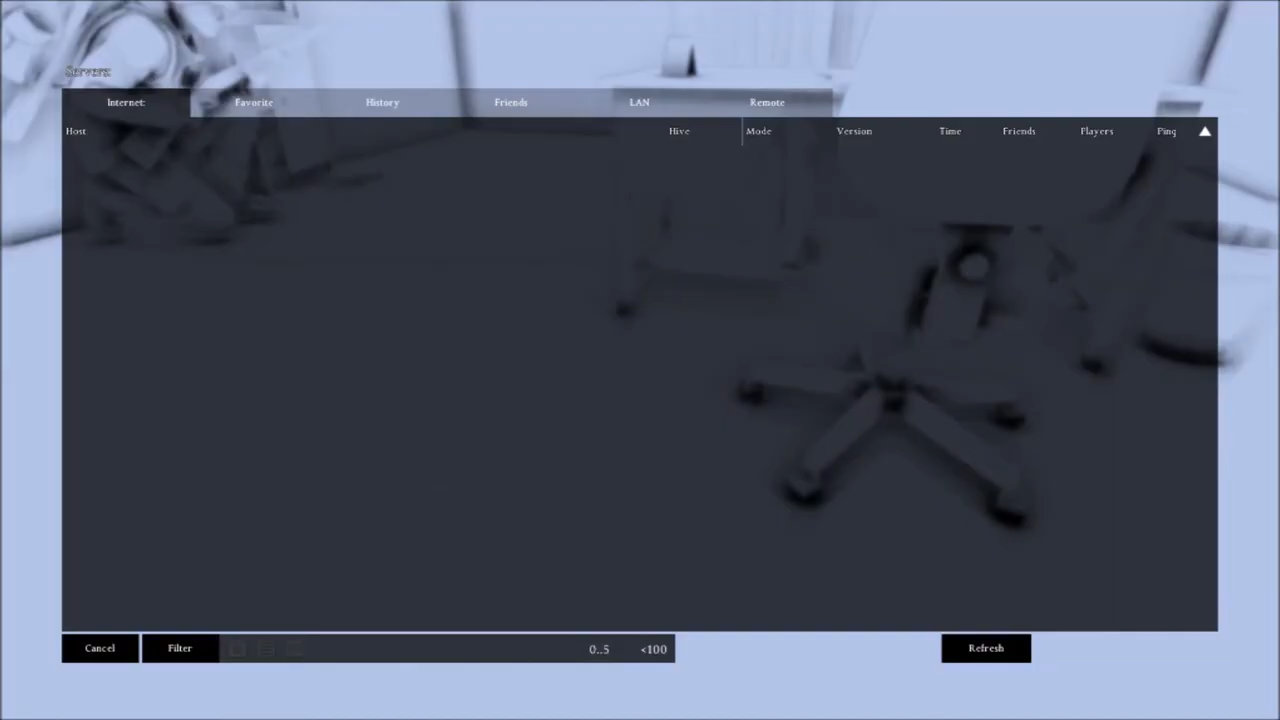 Servers:
Internet: Favorite History Friends LAN Remote
Host Hive Mode Version Time Friends Players Ping
Cancel Filter 0..5 <100 Refresh